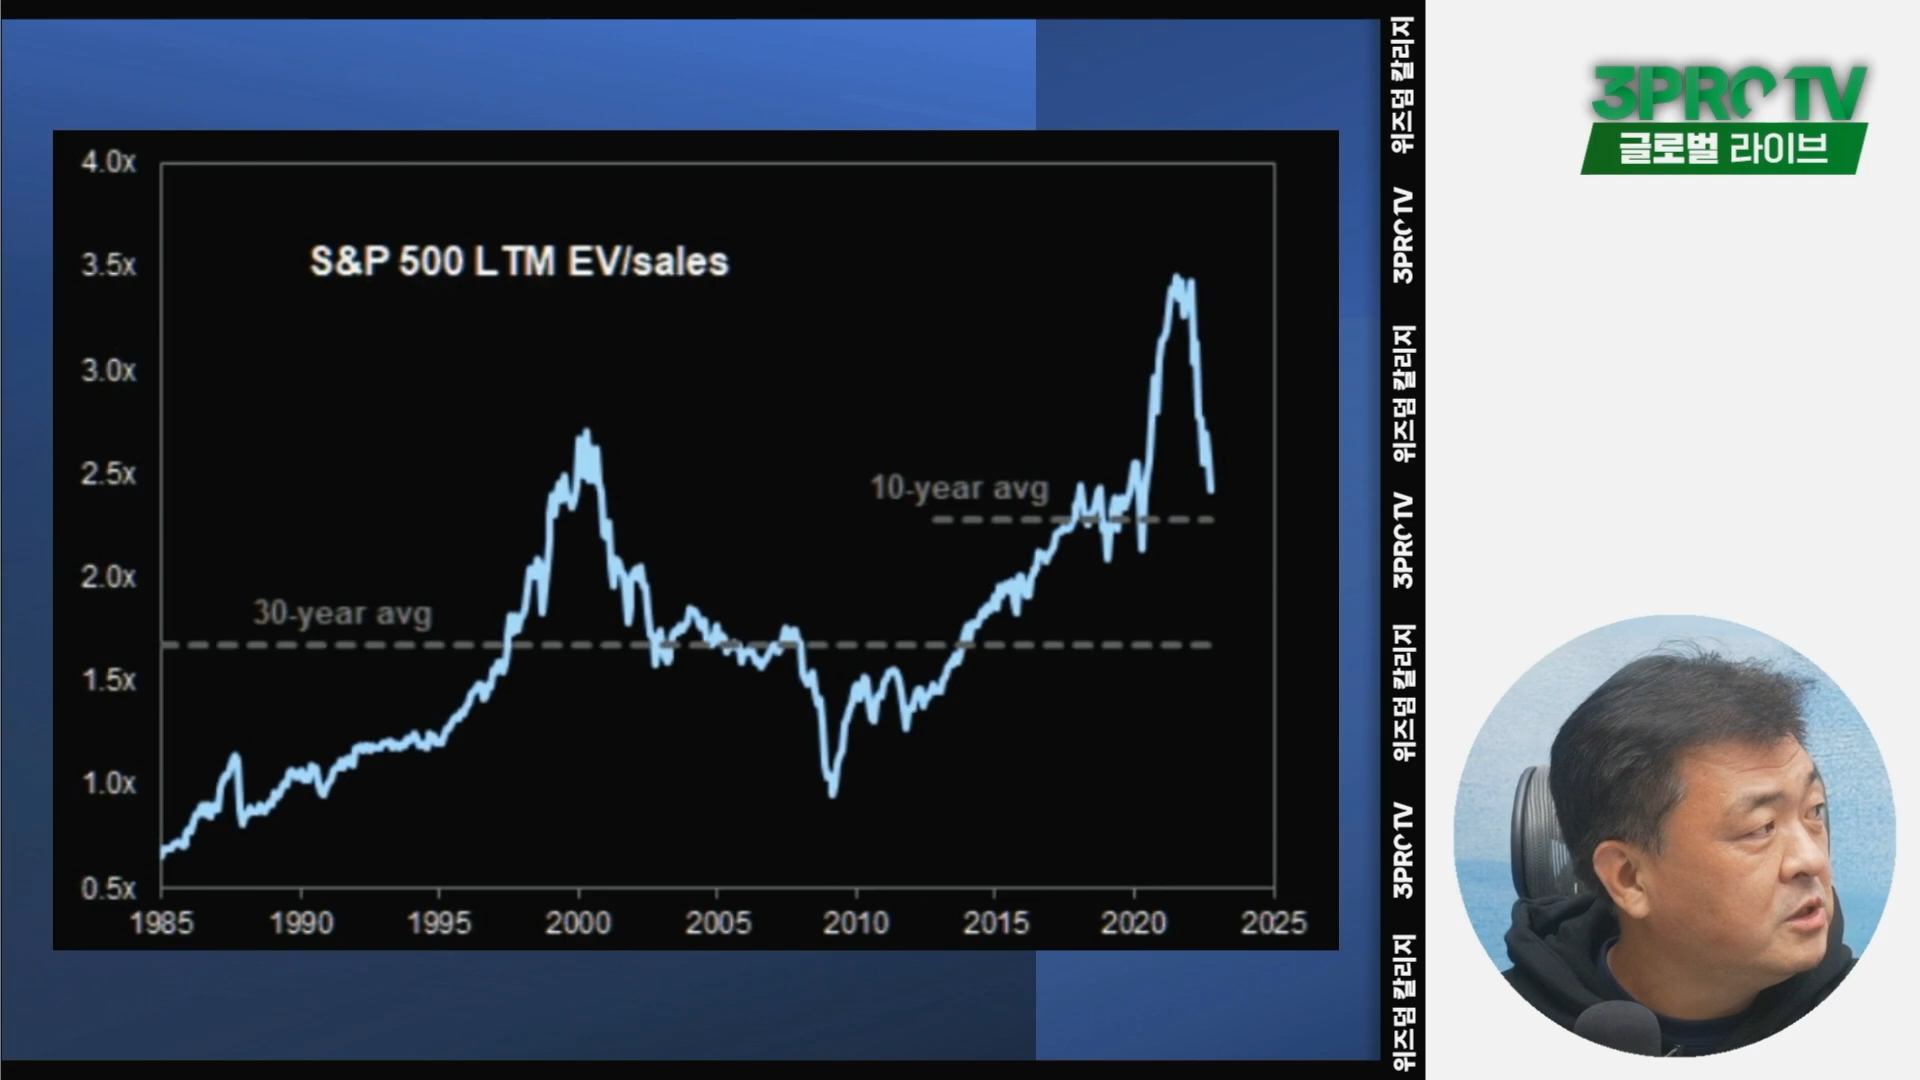 4.0x
3.5x
3.0x
2.5x
2.0x
1.5x
1.0x
0.5x
S&P 500 LTM EV/sales
10-year avg
30-year avg
1985 1990 1995 2000 2005 2010 2015 2020 2025
위즈덤 칼리지 3PROTV 위즈덤 칼리지 3PROTV 위즈덤 칼리지 3PROTV 위즈덤 칼리지
3PROTV
글로벌 라이브